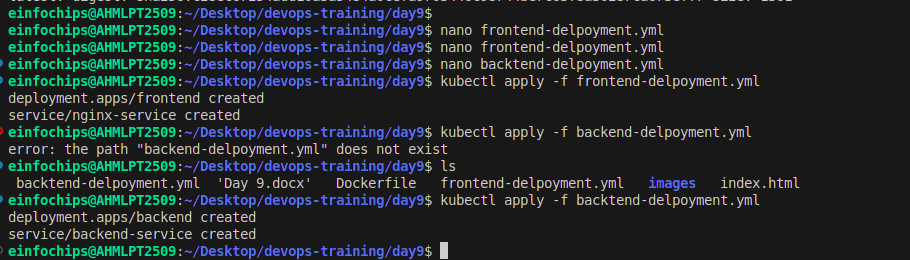 einfochips@AHMLPT2509:~/Desktop/devops-training/day9$
einfochips@AHMLPT2509:~/Desktop/devops-training/day9$ nano frontend-delpoyment.yml
einfochips@AHMLPT2509:~/Desktop/devops-training/day9$ nano frontend-delpoyment.yml
einfochips@AHMLPT2509:~/Desktop/devops-training/day9$ nano backtend-delpoyment.yml
einfochips@AHMLPT2509:~/Desktop/devops-training/day9$ kubectl apply -f frontend-delpoyment.yml
deployment.apps/frontend created
service/nginx-service created
einfochips@AHMLPT2509:~/Desktop/devops-training/day9$ kubectl apply -f backend-delpoyment.yml
error: the path "backend-delpoyment.yml" does not exist
einfochips@AHMLPT2509:~/Desktop/devops-training/day9$ ls
backtend-delpoyment.yml  'Day 9.docx'  Dockerfile  frontend-delpoyment.yml  images  index.html
einfochips@AHMLPT2509:~/Desktop/devops-training/day9$ kubectl apply -f backtend-delpoyment.yml
deployment.apps/backend created
service/backend-service created
einfochips@AHMLPT2509:~/Desktop/devops-training/day9$